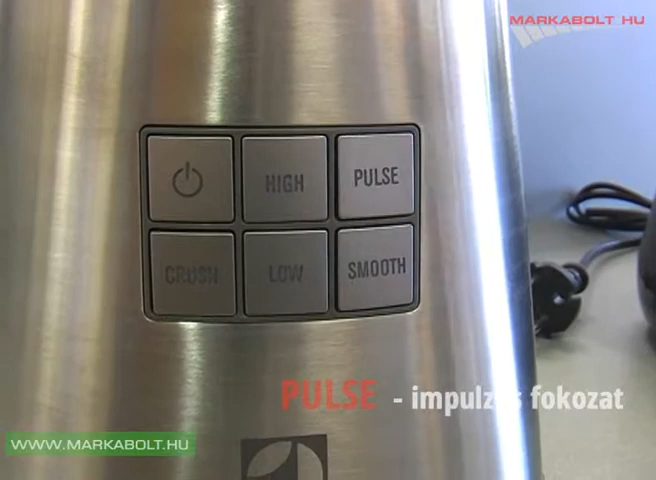 MARKABOLT.HU
HIGH
PULSE
CRUSH
LOW
SMOOTH
PULSE - impulzus fokozat
WWW.MARKABOLT.HU